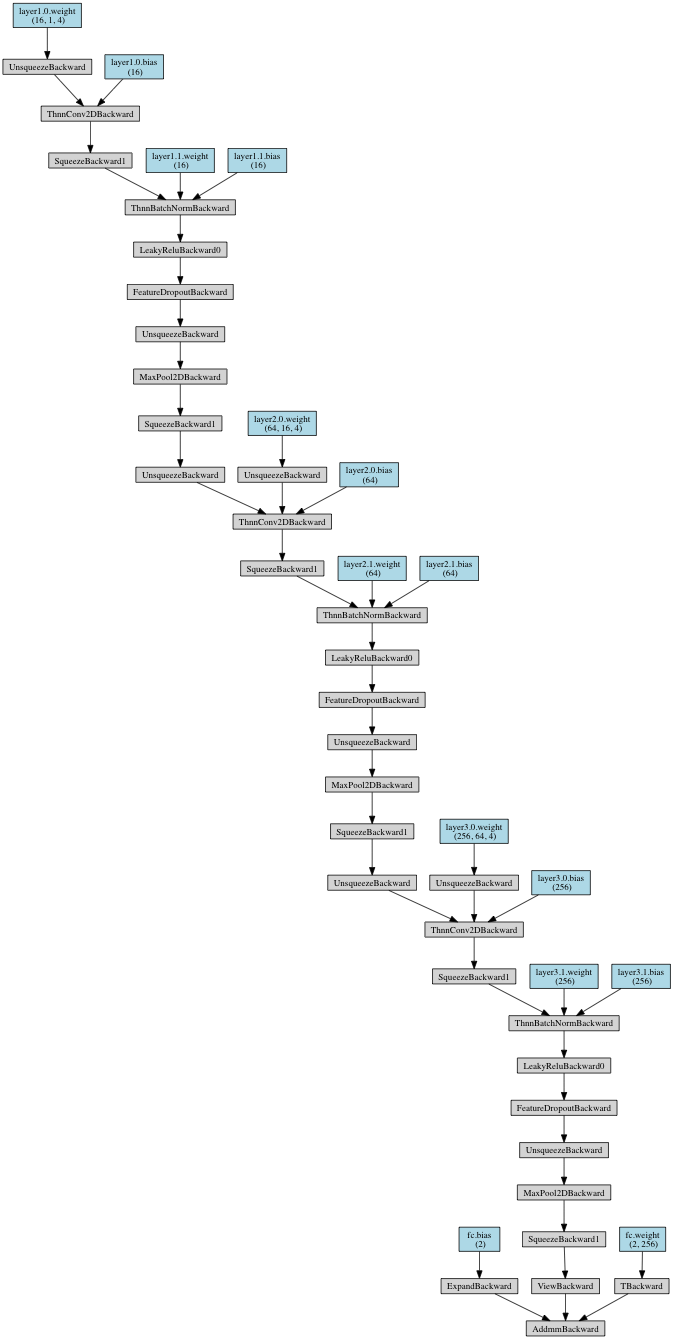 layer1.0.weight
(16, 1, 4)
UnsqueezeBackward
layer1.0.bias
(16)
ThnnConv2DBackward
SqueezeBackward1
layer1.1.weight
(16)
layer1.1.bias
(16)
ThnnBatchNormBackward
LeakyReluBackward0
FeatureDropoutBackward
UnsqueezeBackward
MaxPool2DBackward
SqueezeBackward1
layer2.0.weight
(64, 16, 4)
UnsqueezeBackward
UnsqueezeBackward
layer2.0.bias
(64)
ThnnConv2DBackward
SqueezeBackward1
layer2.1.weight
(64)
layer2.1.bias
(64)
ThnnBatchNormBackward
LeakyReluBackward0
FeatureDropoutBackward
UnsqueezeBackward
MaxPool2DBackward
SqueezeBackward1
layer3.0.weight
(256, 64, 4)
UnsqueezeBackward
UnsqueezeBackward
layer3.0.bias
(256)
ThnnConv2DBackward
SqueezeBackward1
layer3.1.weight
(256)
layer3.1.bias
(256)
ThnnBatchNormBackward
LeakyReluBackward0
FeatureDropoutBackward
UnsqueezeBackward
MaxPool2DBackward
fc.bias
(2)
SqueezeBackward1
fc.weight
(2, 256)
ExpandBackward
ViewBackward
TBackward
AddmmBackward